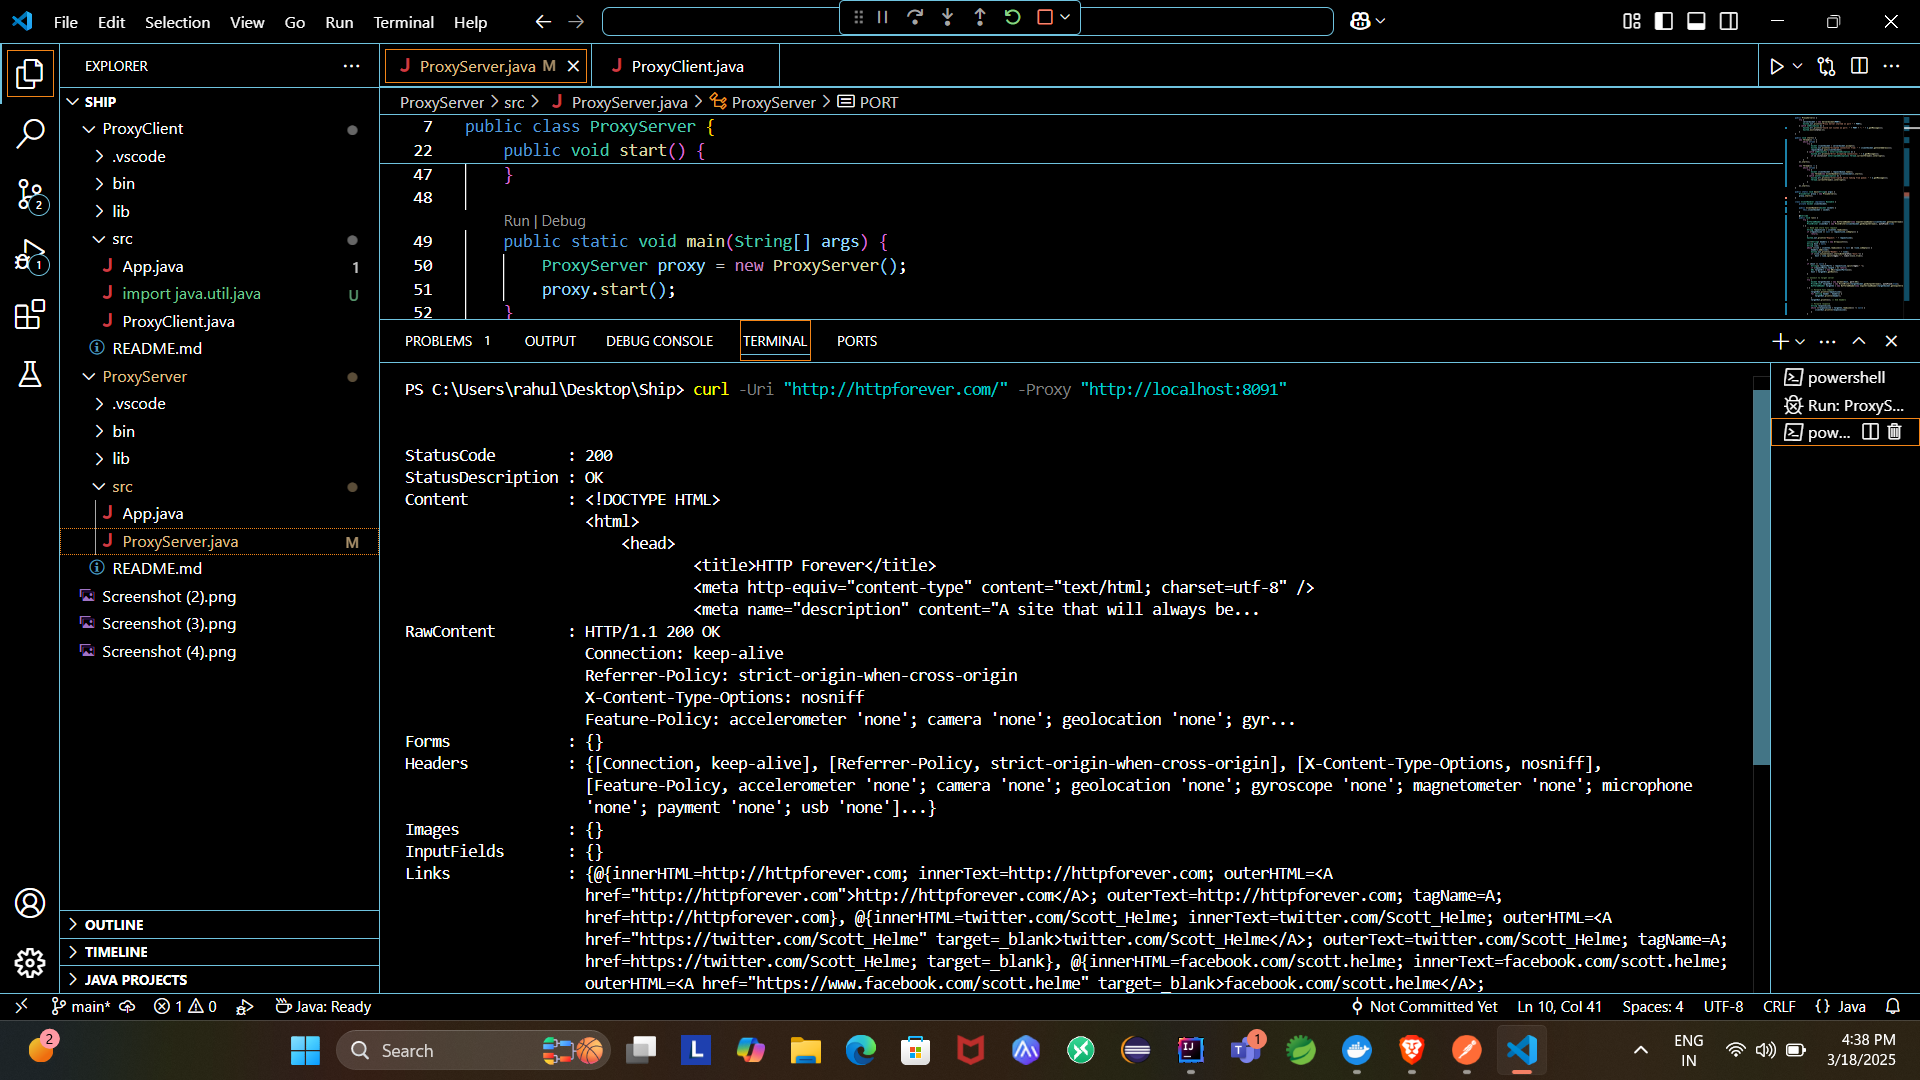 File Edit Selection View Go Run Terminal Help
EXPLORER
SHIP
ProxyClient
.vscode
bin
lib
src
App.java 1
import java.util.java U
ProxyClient.java
README.md
ProxyServer
.vscode
bin
lib
src
App.java
ProxyServer.java M
README.md
Screenshot (2).png
Screenshot (3).png
Screenshot (4).png
OUTLINE
TIMELINE
JAVA PROJECTS
2
1
ProxyServer.java M
ProxyClient.java
ProxyServer > src > ProxyServer.java > ProxyServer > PORT
7 public class ProxyServer {
22 public void start() {
47 }
48
Run | Debug
49 public static void main(String[] args) {
50 ProxyServer proxy = new ProxyServer();
51 proxy.start();
52 }
PROBLEMS 1 OUTPUT DEBUG CONSOLE TERMINAL PORTS
powershell
Run: ProxyS...
pow...
PS C:\Users\rahul\Desktop\Ship> curl -Uri "http://httpforever.com/" -Proxy "http://localhost:8091"
StatusCode : 200
StatusDescription : OK
Content : <!DOCTYPE HTML>
<html>
<head>
<title>HTTP Forever</title>
<meta http-equiv="content-type" content="text/html; charset=utf-8" />
<meta name="description" content="A site that will always be...
RawContent : HTTP/1.1 200 OK
Connection: keep-alive
Referrer-Policy: strict-origin-when-cross-origin
X-Content-Type-Options: nosniff
Feature-Policy: accelerometer 'none'; camera 'none'; geolocation 'none'; gyr...
Forms : {}
Headers : {[Connection, keep-alive], [Referrer-Policy, strict-origin-when-cross-origin], [X-Content-Type-Options, nosniff],
[Feature-Policy, accelerometer 'none'; camera 'none'; geolocation 'none'; gyroscope 'none'; magnetometer 'none'; microphone
'none'; payment 'none'; usb 'none']...}
Images : {}
InputFields : {}
Links : {@{innerHTML=http://httpforever.com; innerText=http://httpforever.com; outerHTML=<A
href="http://httpforever.com">http://httpforever.com</A>; outerText=http://httpforever.com; tagName=A;
href=http://httpforever.com}, @{innerHTML=twitter.com/Scott_Helme; innerText=twitter.com/Scott_Helme; outerHTML=<A
href="https://twitter.com/Scott_Helme" target=_blank>twitter.com/Scott_Helme</A>; outerText=twitter.com/Scott_Helme; tagName=A;
href=https://twitter.com/Scott_Helme; target=_blank}, @{innerHTML=facebook.com/scott.helme; innerText=facebook.com/scott.helme;
outerHTML=<A href="https://www.facebook.com/scott.helme" target=_blank>facebook.com/scott.helme</A>;
main* 1 0 Java: Ready Not Committed Yet Ln 10, Col 41 Spaces: 4 UTF-8 CRLF {} Java
2 Search L IJ T 1 ENG
IN
4:38 PM
3/18/2025